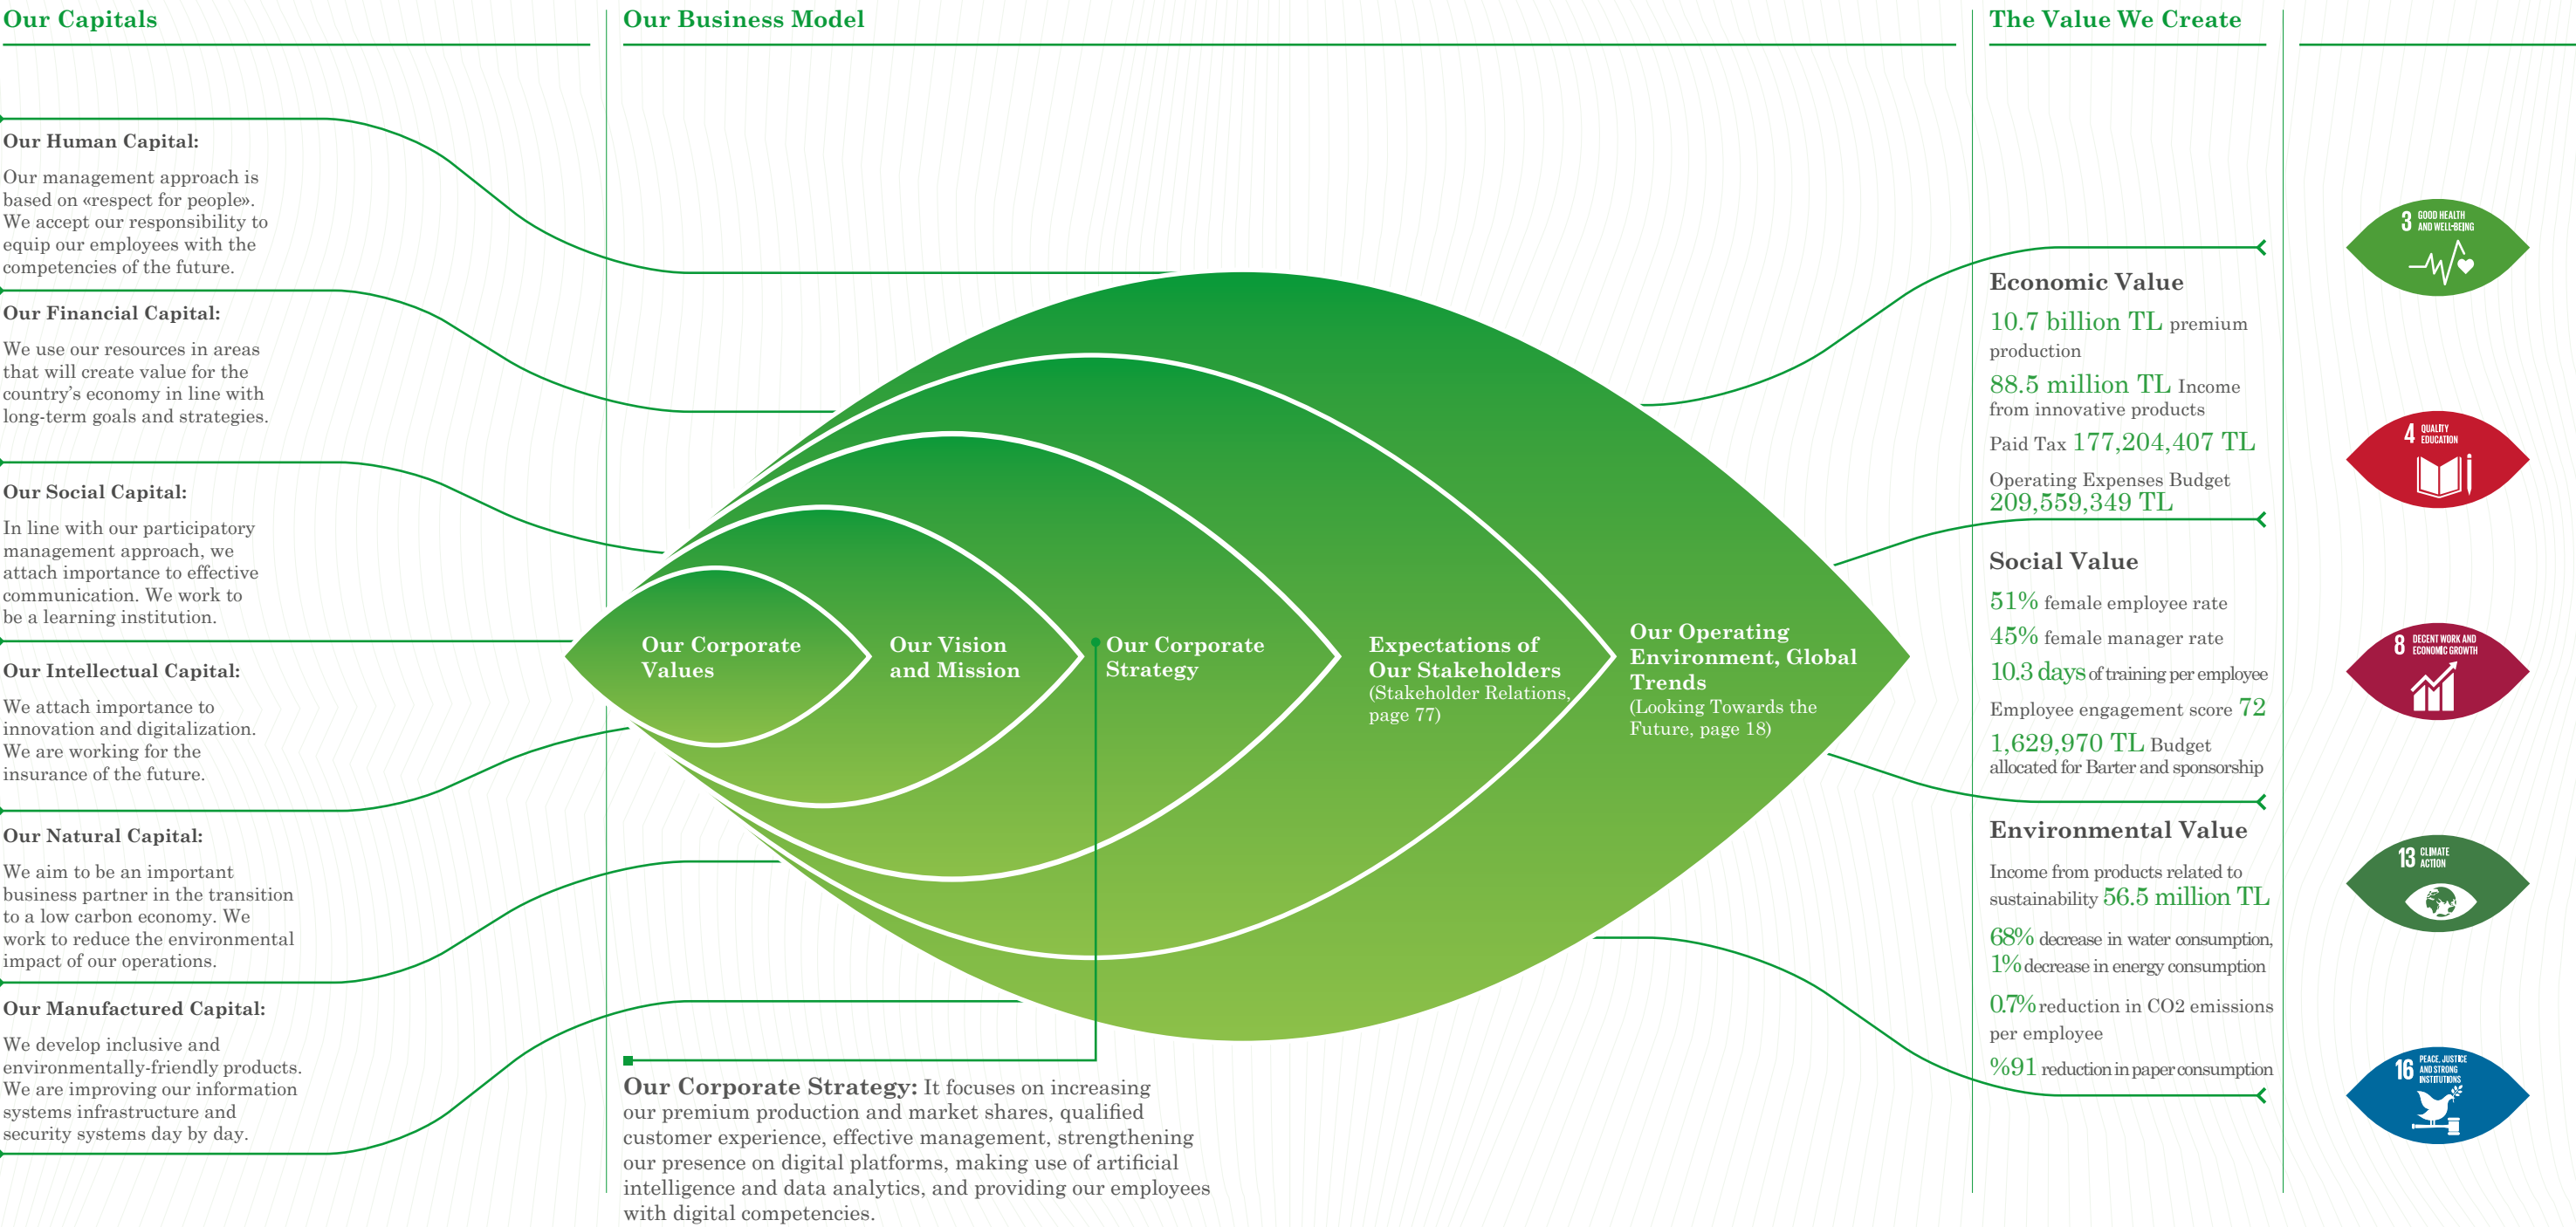 Our Capitals
Our Human Capital:
Our management approach is
based on «respect for people».
We accept our responsibility to
equip our employees with the
competencies of the future.
Our Financial Capital:
We use our resources in areas
that will create value for the
country's economy in line with
long-term goals and strategies.
Our Social Capital:
In line with our participatory
management approach, we
attach importance to effective
communication. We work to
be a learning institution.
Our Intellectual Capital:
We attach importance to
innovation and digitalization.
We are working for the
insurance of the future.
Our Natural Capital:
We aim to be an important
business partner in the transition
to a low carbon economy. We
work to reduce the environmental
impact of our operations.
Our Manufactured Capital:
We develop inclusive and
environmentally-friendly products.
We are improving our information
systems infrastructure and
security systems day by day.
Our Business Model
Our Corporate
Values
Our Vision
and Mission
Our Corporate
Strategy
Expectations of
Our Stakeholders
(Stakeholder Relations,
page 77)
Our Operating
Environment, Global
Trends
(Looking Towards the
Future, page 18)
Our Corporate Strategy: It focuses on increasing
our premium production and market shares, qualified
customer experience, effective management, strengthening
our presence on digital platforms, making use of artificial
intelligence and data analytics, and providing our employees
with digital competencies.
The Value We Create
Economic Value
10.7 billion TL premium
production
88.5 million TL Income
from innovative products
Paid Tax 177,204,407 TL
Operating Expenses Budget
209,559,349 TL
Social Value
51% female employee rate
45% female manager rate
10.3 days of training per employee
Employee engagement score 72
1,629,970 TL Budget
allocated for Barter and sponsorship
Environmental Value
Income from products related to
sustainability 56.5 million TL
68% decrease in water consumption,
1% decrease in energy consumption
0.7% reduction in CO2 emissions
per employee
%91 reduction in paper consumption
3 GOOD HEALTH
AND WELL-BEING
4 QUALITY
EDUCATION
8 DECENT WORK AND
ECONOMIC GROWTH
13 CLIMATE
ACTION
16 PEACE, JUSTICE
AND STRONG
INSTITUTIONS